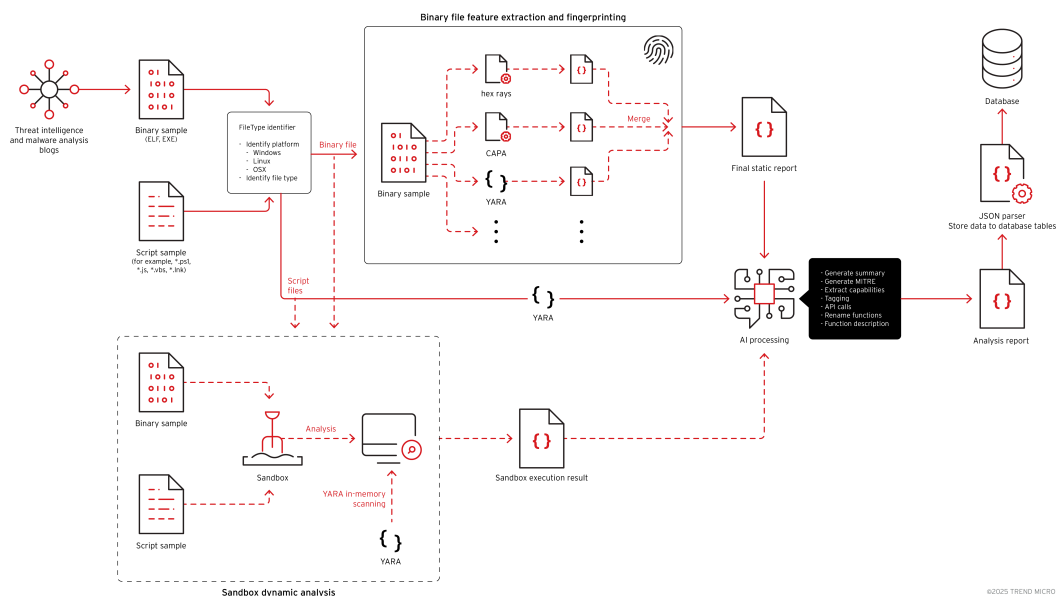 Binary file feature extraction and fingerprinting
Threat intelligence
and malware analysis
blogs
Binary sample
(ELF, EXE)
Script sample
(for example, *.ps1,
*.js, *.vbs, *.lnk)
FileType identifier
- Identify platform
- Windows
- Linux
- OSX
- Identify file type
Binary file
Script
files
Binary sample
hex rays
CAPA
{ }
YARA
{ }
{ }
{ }
Merge
{ }
Final static report
{ }
YARA
AI processing
- Generate summary
- Generate MITRE
- Extract capabilities
- Tagging
- API calls
- Rename functions
- Function description
Database
{ }
JSON parser
Store data to database tables
{ }
Analysis report
Binary sample
Script sample
Sandbox
Analysis
YARA in-memory
scanning
{ }
YARA
{ }
Sandbox execution result
Sandbox dynamic analysis
©2025 TREND MICRO